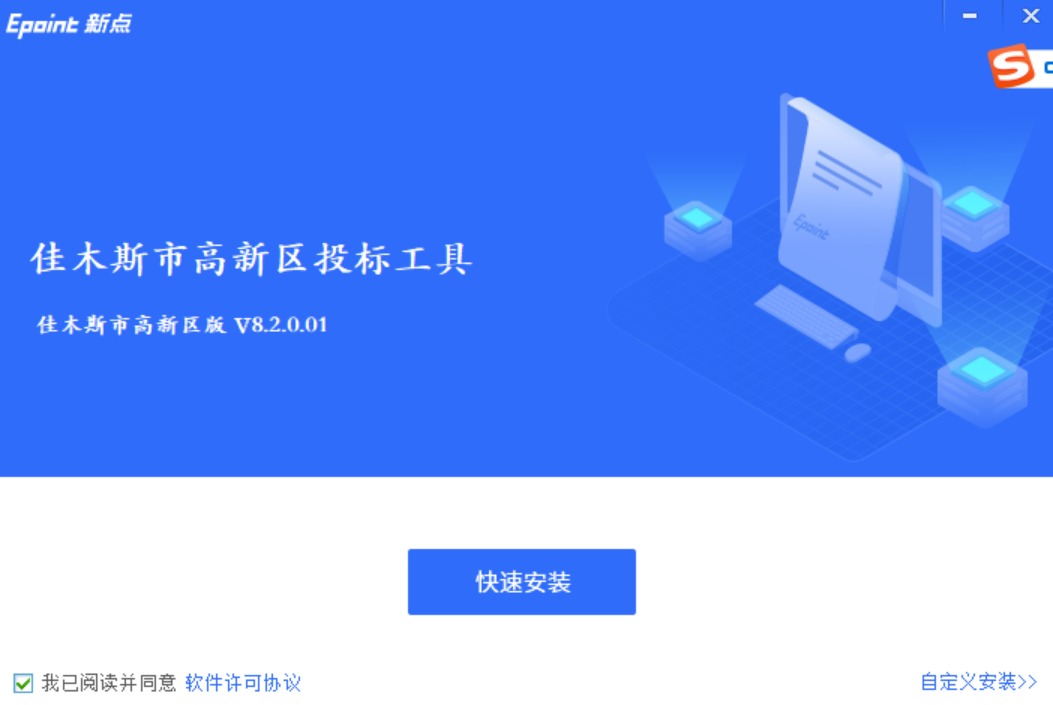 Epoint 新点
佳木斯市高新区投标工具
佳木斯市高新区版 V8.2.0.01
Epoint
快速安装
我已阅读并同意 软件许可协议
自定义安装>>